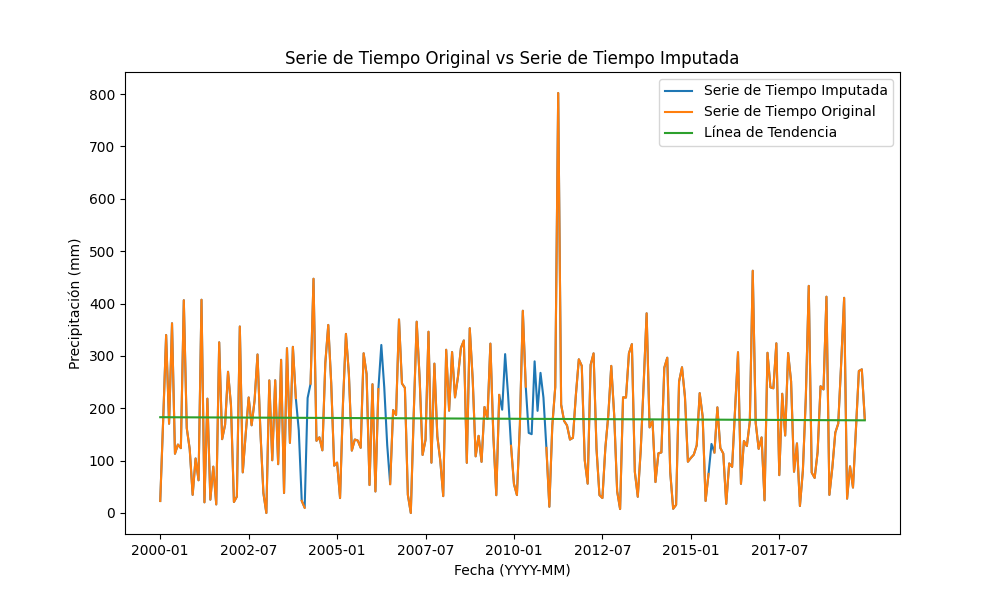 Serie de Tiempo Original vs Serie de Tiempo Imputada
Serie de Tiempo Imputada
Serie de Tiempo Original
Línea de Tendencia
Precipitación (mm)
800
700
600
500
400
300
200
100
0
2000-01 2002-07 2005-01 2007-07 2010-01 2012-07 2015-01 2017-07
Fecha (YYYY-MM)